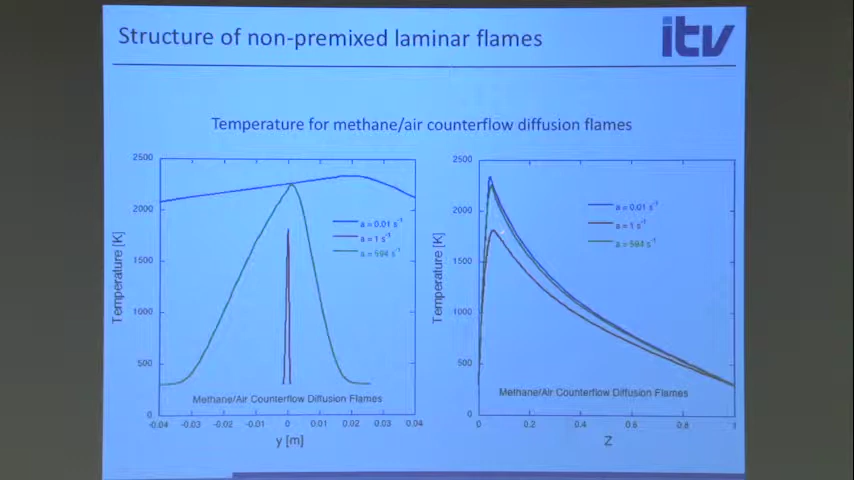 Structure of non-premixed laminar flames
itv
Temperature for methane/air counterflow diffusion flames
2500
2000
1500
1000
500
0
Temperature [K]
a = 0.01 s⁻¹
a = 1 s⁻¹
a = 594 s⁻¹
Methane/Air Counterflow Diffusion Flames
-0.04 -0.03 -0.02 -0.01 0 0.01 0.02 0.03 0.04
y [m]
2500
2000
1500
1000
500
0
Temperature [K]
a = 0.01 s⁻¹
a = 1 s⁻¹
a = 594 s⁻¹
Methane/Air Counterflow Diffusion Flames
0 0.2 0.4 0.6 0.8 1
Z